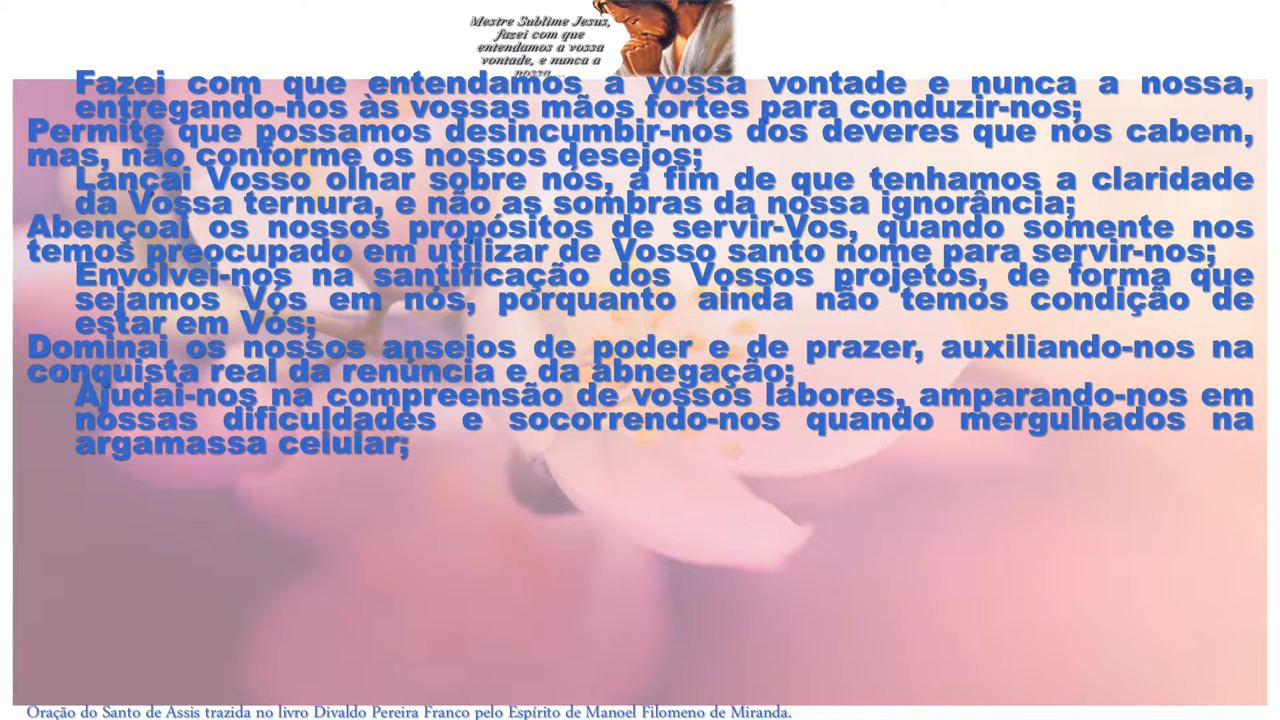 Mestre Sublime Jesus,
fazei com que
entendamos a vossa
vontade, e nunca a
nossa...
Fazei com que entendamos a vossa vontade e nunca a nossa,
entregando-nos às vossas mãos fortes para conduzir-nos;
Permite que possamos desincumbir-nos dos deveres que nos cabem,
mas, não conforme os nossos desejos;
Lançai Vosso olhar sobre nós, a fim de que tenhamos a claridade
da Vossa ternura, e não as sombras da nossa ignorância;
Abençoai os nossos propósitos de servir-Vos, quando somente nos
temos preocupado em utilizar de Vosso santo nome para servir-nos;
Envolvei-nos na santificação dos Vossos projetos, de forma que
sejamos Vós em nós, porquanto ainda não temos condição de
estar em Vós;
Dominai os nossos anseios de poder e de prazer, auxiliando-nos na
conquista real da renúncia e da abnegação;
Ajudai-nos na compreensão de vossos labores, amparando-nos em
nossas dificuldades e socorrendo-nos quando mergulhados na
argamassa celular;
Oração do Santo de Assis trazida no livro Divaldo Pereira Franco pelo Espírito de Manoel Filomeno de Miranda.